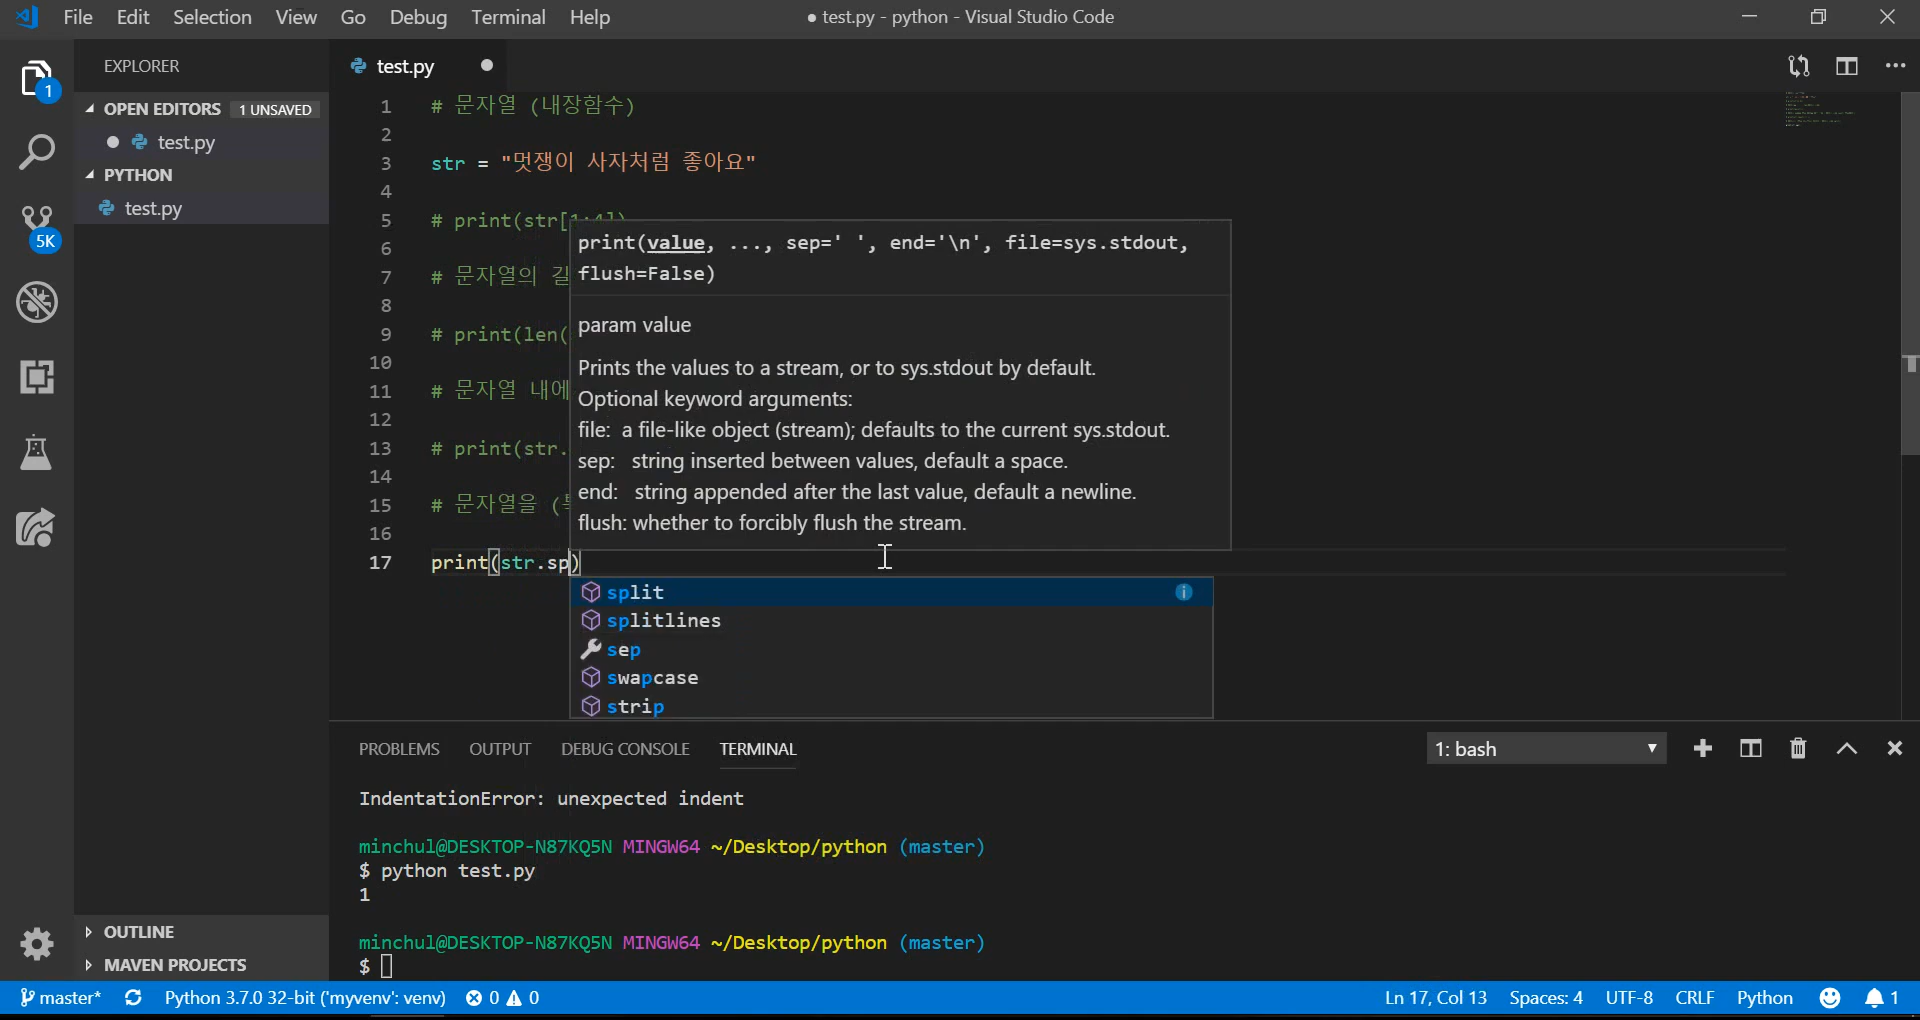 File Edit Selection View Go Debug Terminal Help
● test.py - python - Visual Studio Code
EXPLORER
OPEN EDITORS 1 UNSAVED
test.py
PYTHON
test.py
1
5K
OUTLINE
MAVEN PROJECTS
test.py
1 # 문자열 (내장함수)
2
3 str = "멋쟁이 사자처럼 좋아요"
4
5 # print(str[1:4])
6
7 # 문자열의
8
9 # print(len(
10
11 # 문자열 내에
12
13 # print(str.
14
15 # 문자열을 (
16
17 print(str.sp)
print(value, ..., sep=' ', end='\n', file=sys.stdout,
flush=False)
param value
Prints the values to a stream, or to sys.stdout by default.
Optional keyword arguments:
file: a file-like object (stream); defaults to the current sys.stdout.
sep: string inserted between values, default a space.
end: string appended after the last value, default a newline.
flush: whether to forcibly flush the stream.
split
splitlines
sep
swapcase
strip
PROBLEMS OUTPUT DEBUG CONSOLE TERMINAL
1: bash
IndentationError: unexpected indent
minchul@DESKTOP-N87KQ5N MINGW64 ~/Desktop/python (master)
$ python test.py
1
minchul@DESKTOP-N87KQ5N MINGW64 ~/Desktop/python (master)
$
master* Python 3.7.0 32-bit ('myvenv': venv) 0 0
Ln 17, Col 13 Spaces: 4 UTF-8 CRLF Python 1